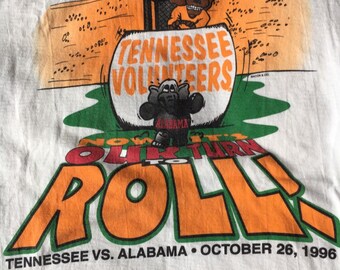 TENNESSEE
VOLUNTEERS
ALABAMA
NOW IT'S
OUR TURN
TO
ROLL!
TENNESSEE VS. ALABAMA • OCTOBER 26, 1996